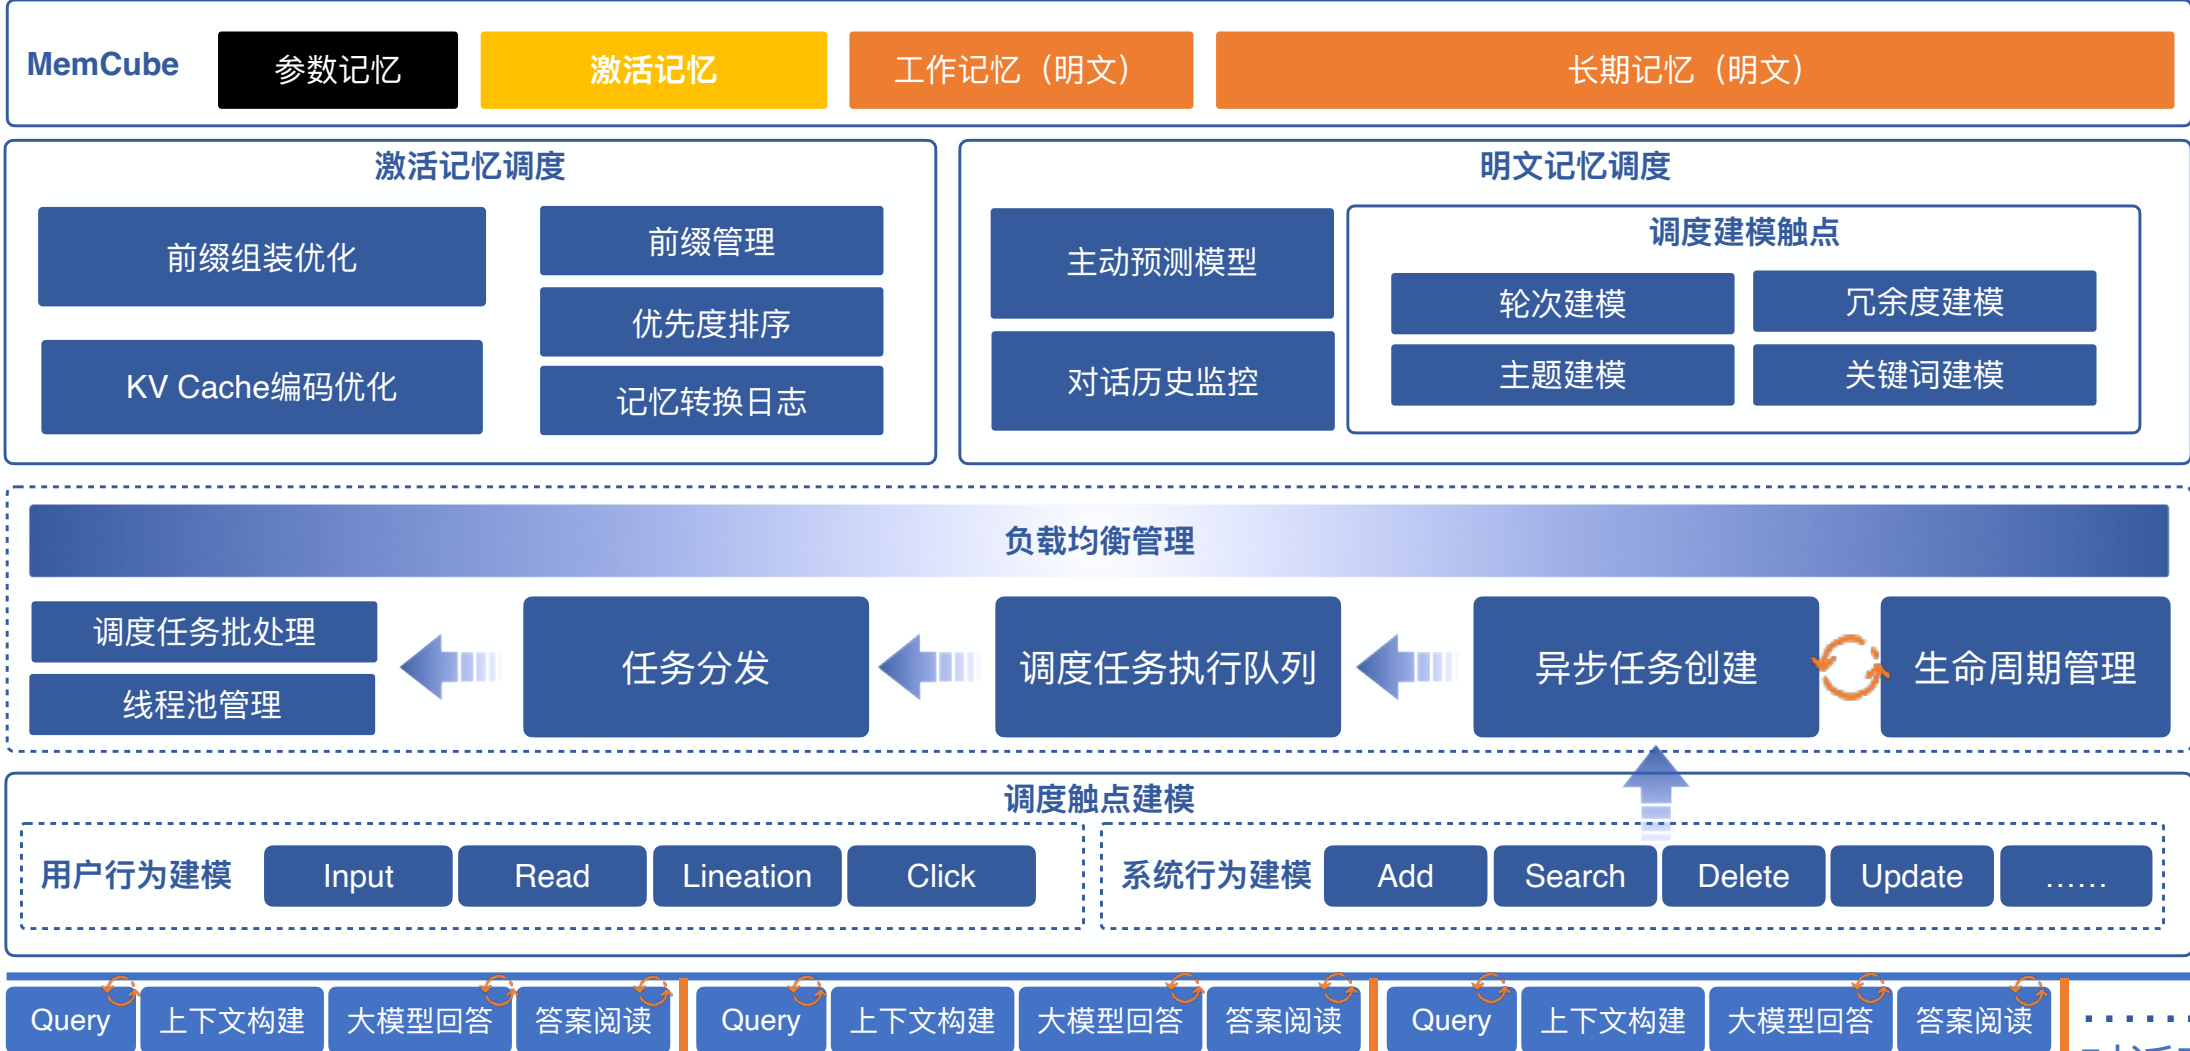 MemCube 参数记忆 激活记忆 工作记忆（明文） 长期记忆（明文）
激活记忆调度
前缀组装优化
KV Cache编码优化
前缀管理
优先度排序
记忆转换日志
明文记忆调度
主动预测模型
对话历史监控
调度建模触点
轮次建模 冗余度建模
主题建模 关键词建模
负载均衡管理
调度任务批处理
线程池管理
任务分发
调度任务执行队列
异步任务创建
生命周期管理
调度触点建模
用户行为建模 Input Read Lineation Click
系统行为建模 Add Search Delete Update ......
Query 上下文构建 大模型回答 答案阅读 Query 上下文构建 大模型回答 答案阅读 Query 上下文构建 大模型回答 答案阅读 ......